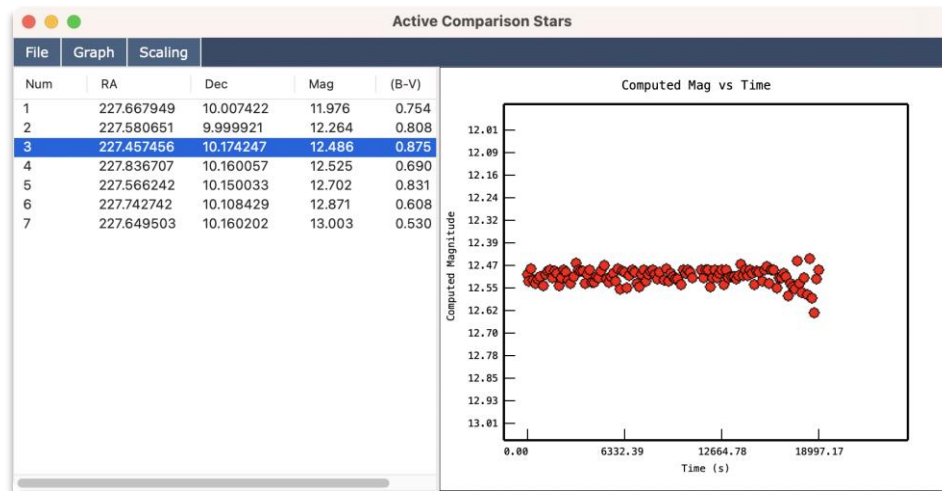 Active Comparison Stars
File Graph Scaling
Num RA Dec Mag (B-V)
1 227.667949 10.007422 11.976 0.754
2 227.580651 9.999921 12.264 0.808
3 227.457456 10.174247 12.486 0.875
4 227.836707 10.160057 12.525 0.690
5 227.566242 10.150033 12.702 0.831
6 227.742742 10.108429 12.871 0.608
7 227.649503 10.160202 13.003 0.530
Computed Mag vs Time
Computed Magnitude
12.01
12.09
12.16
12.24
12.32
12.39
12.47
12.55
12.62
12.70
12.78
12.85
12.93
13.01
0.00 6332.39 12664.78 18997.17
Time (s)